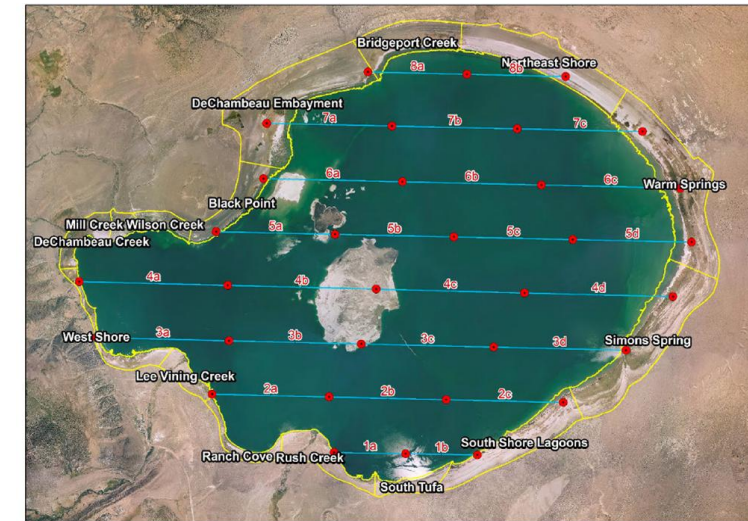 Bridgeport Creek
8a
8b
Northeast Shore
DeChambeau Embayment
7a
7b
7c
6a
6b
6c
Warm Springs
Black Point
Mill Creek Wilson Creek
5a
5b
5c
5d
DeChambeau Creek
4a
4b
4c
4d
West Shore
3a
3b
3c
3d
Simons Spring
Lee Vining Creek
2a
2b
2c
Ranch Cove Rush Creek
1a
1b
South Shore Lagoons
South Tufa